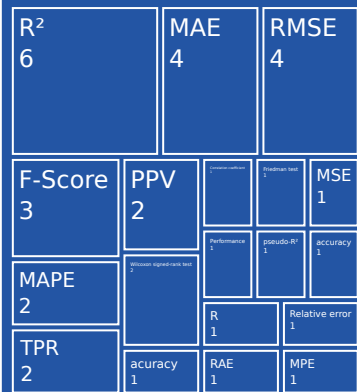 R²
6
MAE
4
RMSE
4
F-Score
3
PPV
2
Correlation coefficient
1
Friedman test
1
MSE
1
MAPE
2
Wilcoxon signed-rank test
2
Performance
1
pseudo-R²
1
accuracy
1
TPR
2
R
1
Relative error
1
acuracy
1
RAE
1
MPE
1